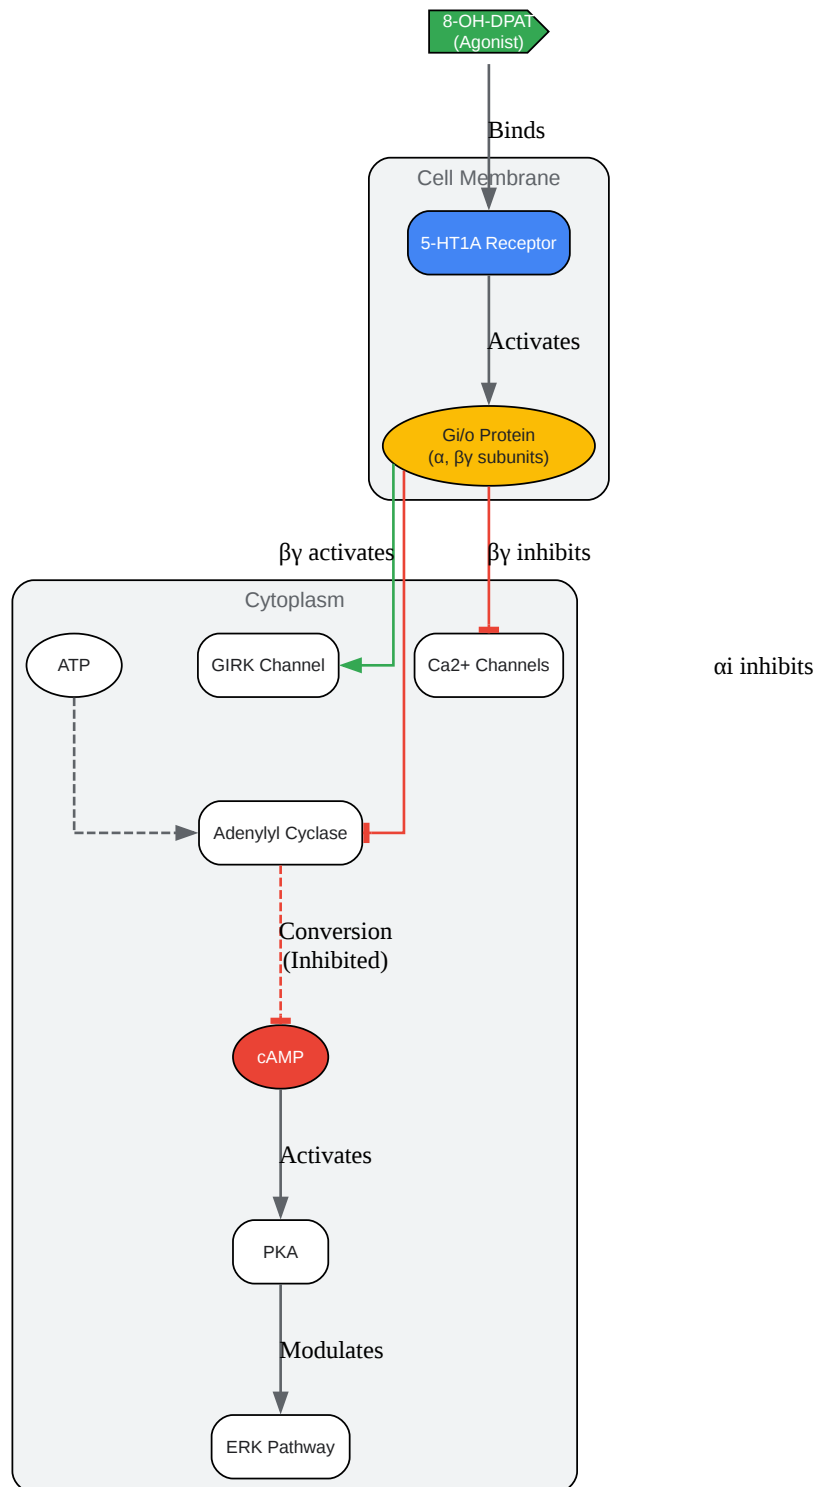 8-OH-DPAT
(Agonist)
Binds
Cell Membrane
5-HT1A Receptor
Activates
Gi/o Protein
(α, βγ subunits)
βγ activates
βγ inhibits
Cytoplasm
ATP
GIRK Channel
Ca2+ Channels
αi inhibits
Adenylyl Cyclase
Conversion
(Inhibited)
cAMP
Activates
PKA
Modulates
ERK Pathway